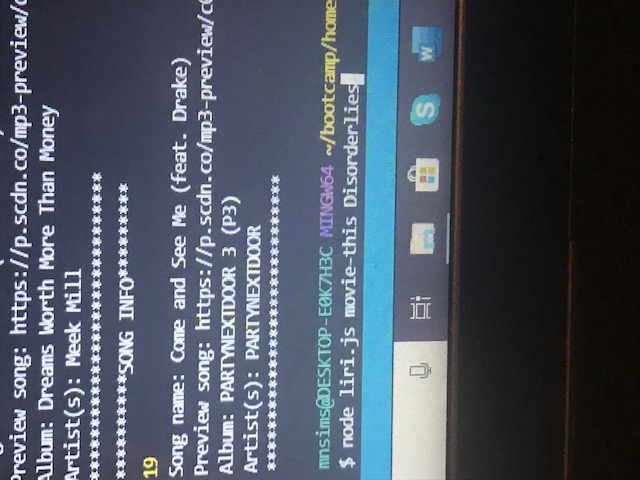 Preview song: https://p.scdn.co/mp3-preview/
Album: Dreams Worth More Than Money
Artist(s): Meek Mill
*****************************
**********SONG INFO*********
19
Song name: Come and See Me (feat. Drake)
Preview song: https://p.scdn.co/mp3-preview/c
Album: PARTYNEXTDOOR 3 (P3)
Artist(s): PARTYNEXTDOOR
****************************
mnsims@DESKTOP-E0K7H3C MINGW64 ~/bootcamp/home
$ node liri.js movie-this Disorderlies
S
W